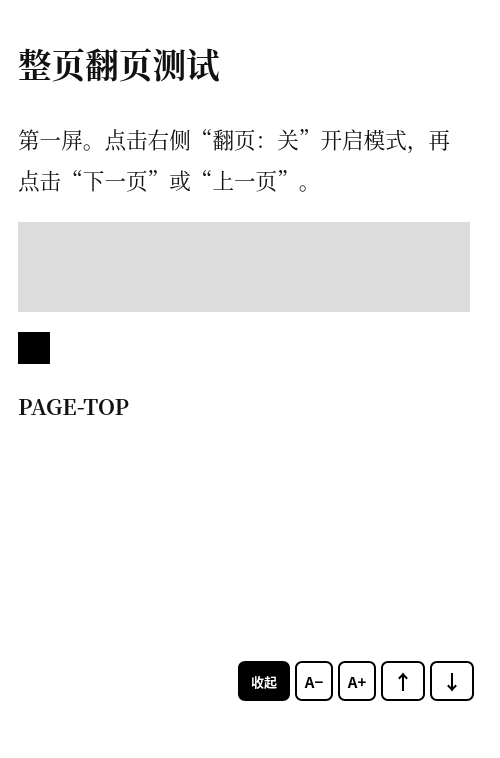 整页翻页测试
第一屏。点击右侧“翻页：关”开启模式，再
点击“下一页”或“上一页”。
PAGE-TOP
收起 A− A+ ↑ ↓